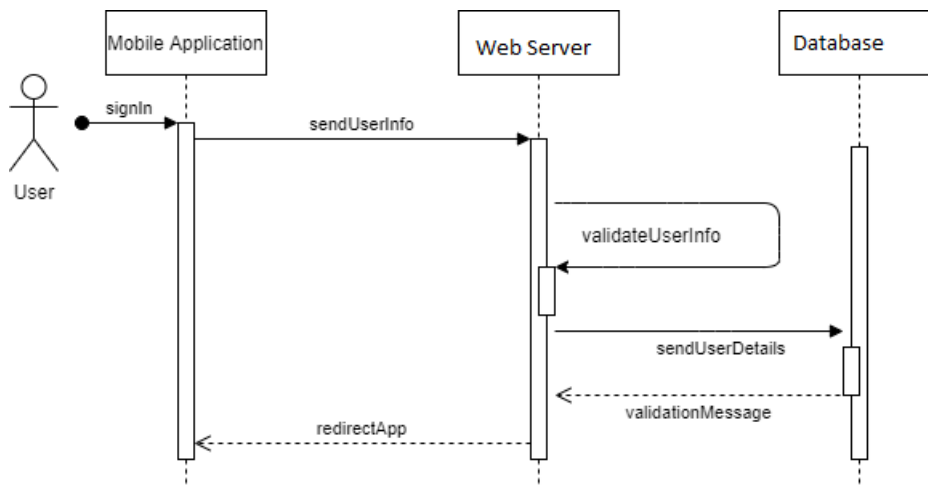 Mobile Application
Web Server
Database
signIn
sendUserInfo
User
validateUserInfo
sendUserDetails
validationMessage
redirectApp